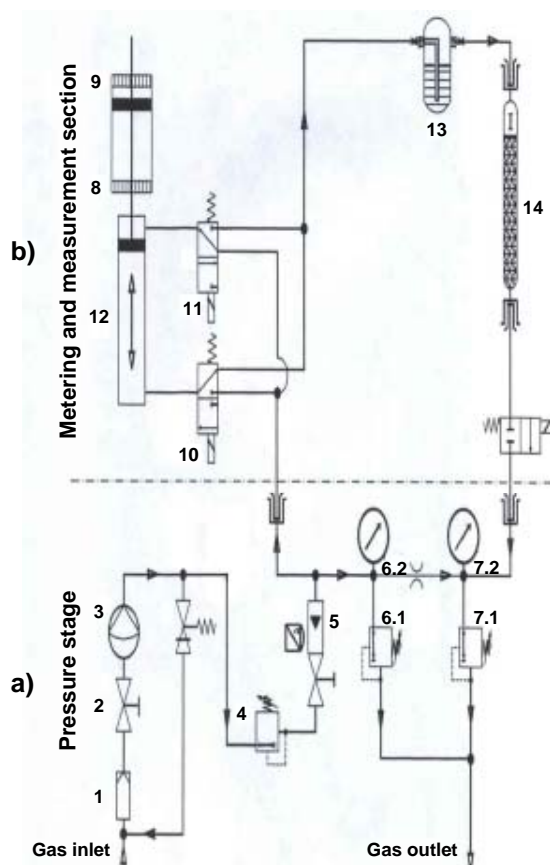 9
8
b)
Metering and measurement section
12
11
10
13
14
a)
Pressure stage
3
2
1
4
5
6.2
7.2
6.1
7.1
Gas inlet
Gas outlet